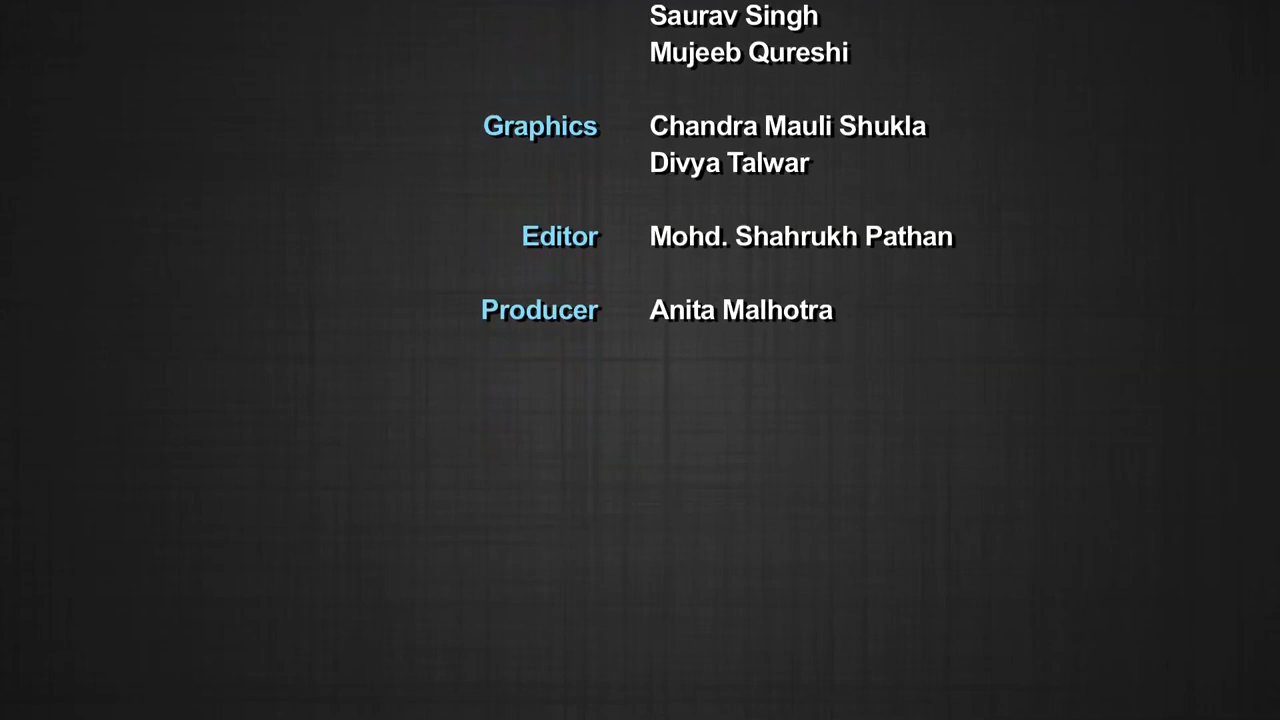 Saurav Singh
Mujeeb Qureshi
Graphics Chandra Mauli Shukla
Divya Talwar
Editor Mohd. Shahrukh Pathan
Producer Anita Malhotra